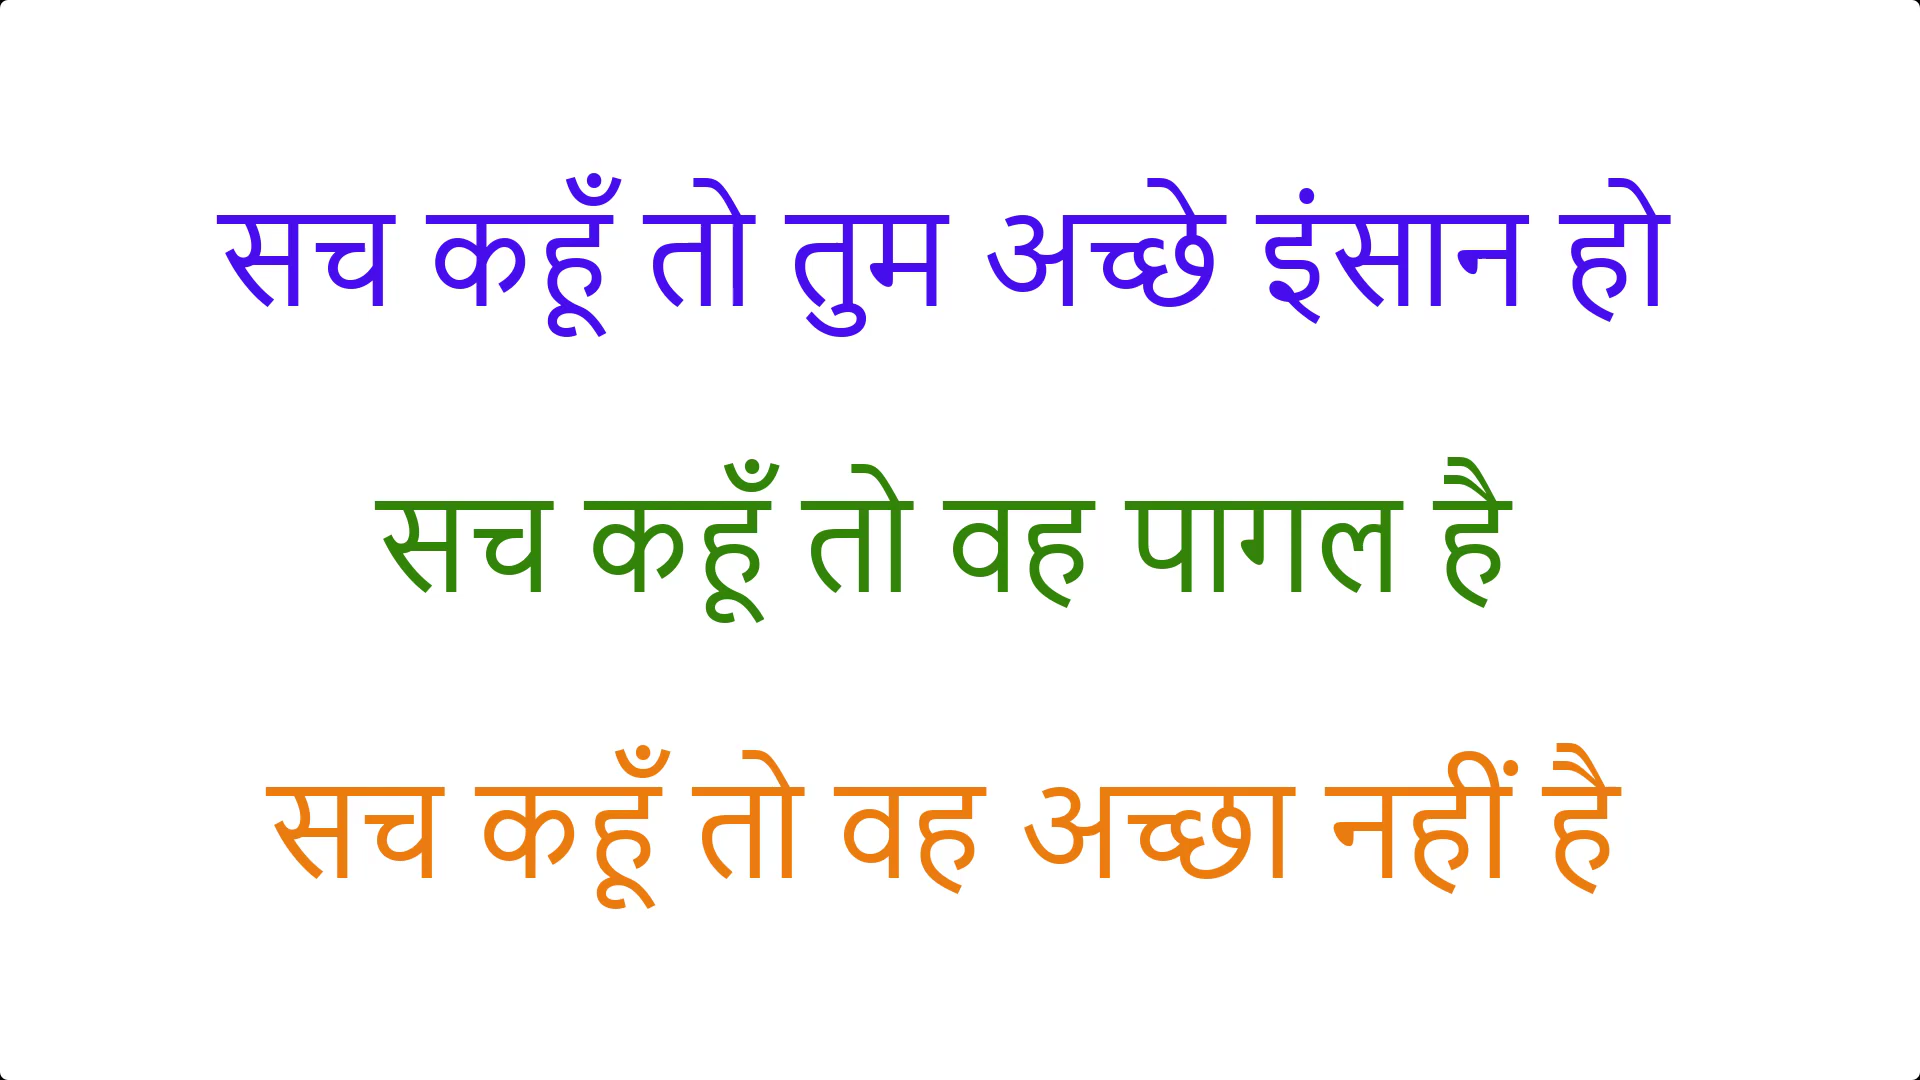 सच कहूँ तो तुम अच्छे इंसान हो
सच कहूँ तो वह पागल है
सच कहूँ तो वह अच्छा नहीं है